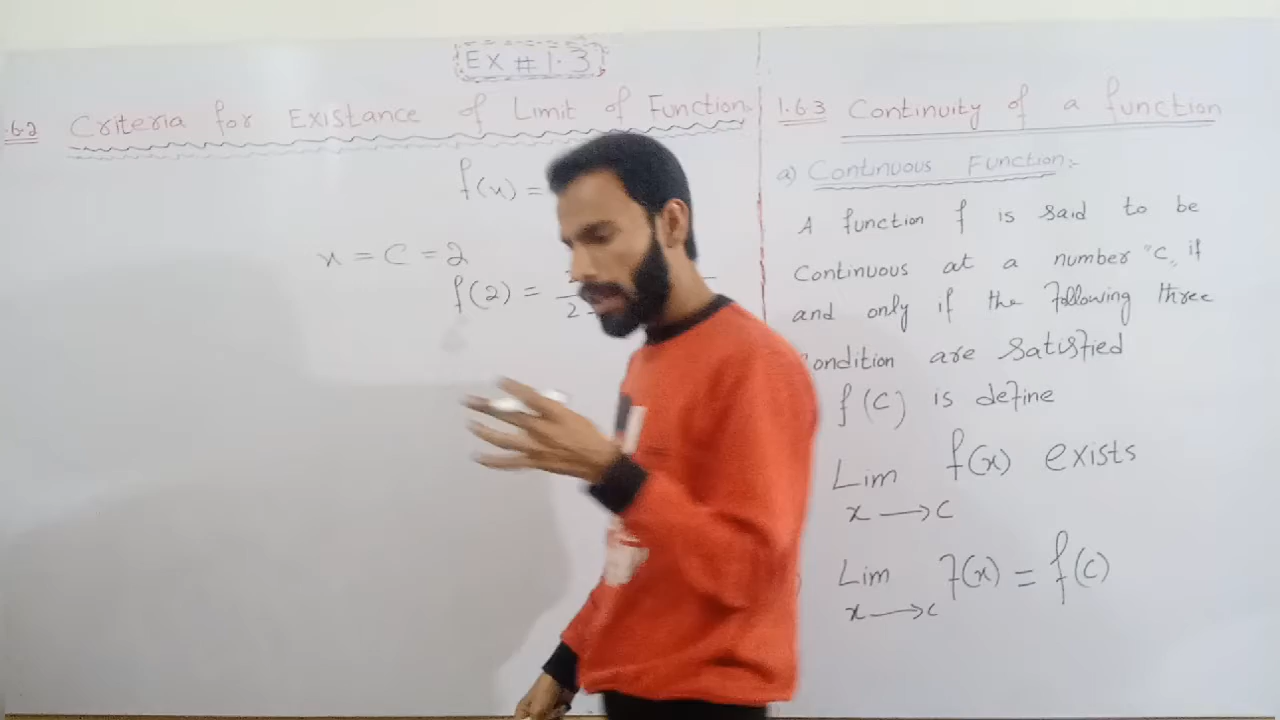 EX # 1.3
.6.2 Criteria for Existance of Limit of Function.
f(x) =
x = C = 2
f(2) =
2
1.6.3 Continuity of a function
a) Continuous Function:-
A function f is said to be
Continuous at a number "C" if
and only if the following three
ondition are satisfied
f(C) is define
Lim f(x) exists
x → C
Lim f(x) = f(C)
x → C